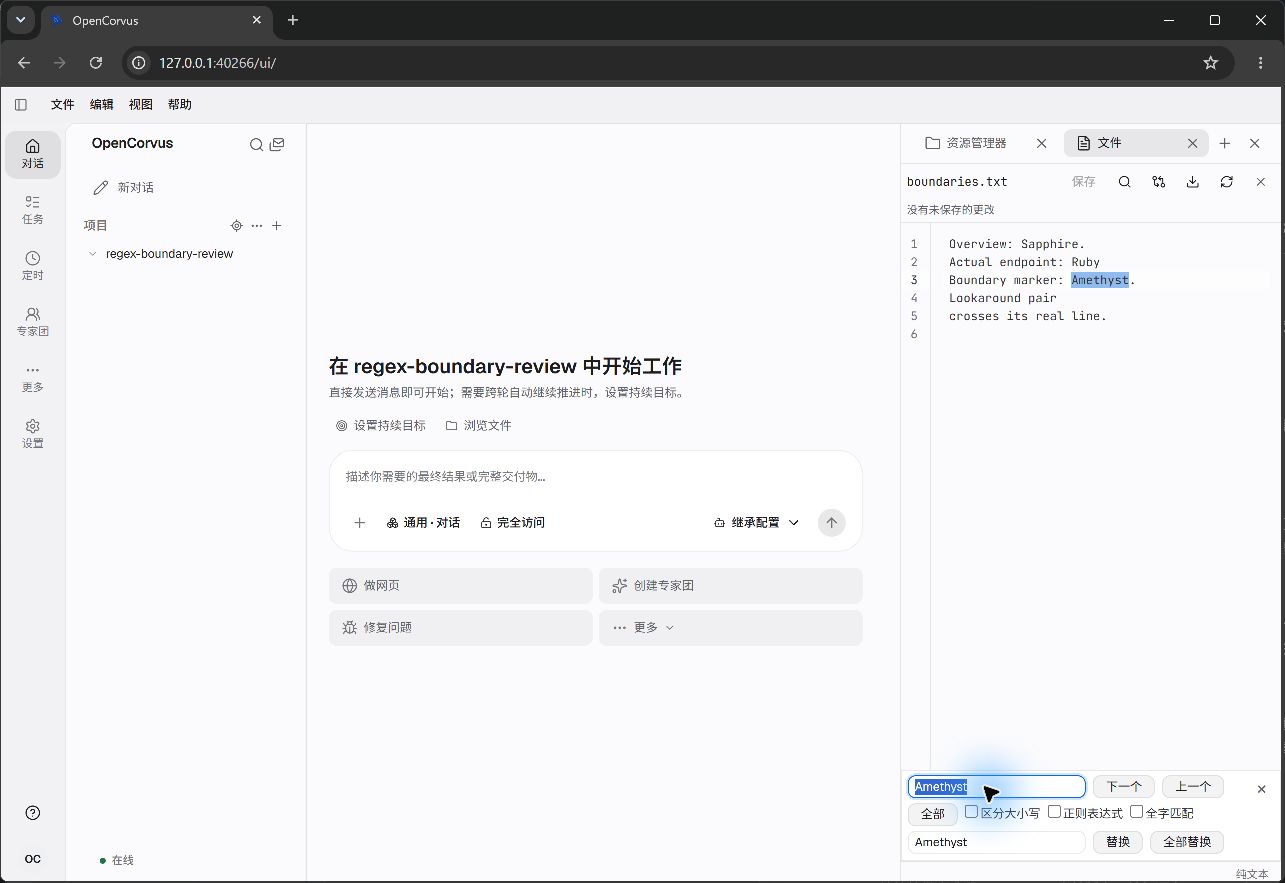 OpenCorvus
127.0.0.1:40266/ui/
文件 编辑 视图 帮助
对话
任务
定时
专家团
更多
设置
OC
OpenCorvus
新对话
项目
regex-boundary-review
在线
在 regex-boundary-review 中开始工作
直接发送消息即可开始；需要跨轮自动继续推进时，设置持续目标。
设置持续目标 浏览文件
描述你需要的最终结果或完整交付物...
通用 · 对话 完全访问 继承配置
做网页 创建专家团
修复问题 更多
资源管理器 文件
boundaries.txt 保存
没有未保存的更改
1 Overview: Sapphire.
2 Actual endpoint: Ruby
3 Boundary marker: Amethyst.
4 Lookaround pair
5 crosses its real line.
6
Amethyst 下一个 上一个
全部 区分大小写 正则表达式 全字匹配
Amethyst 替换 全部替换
纯文本